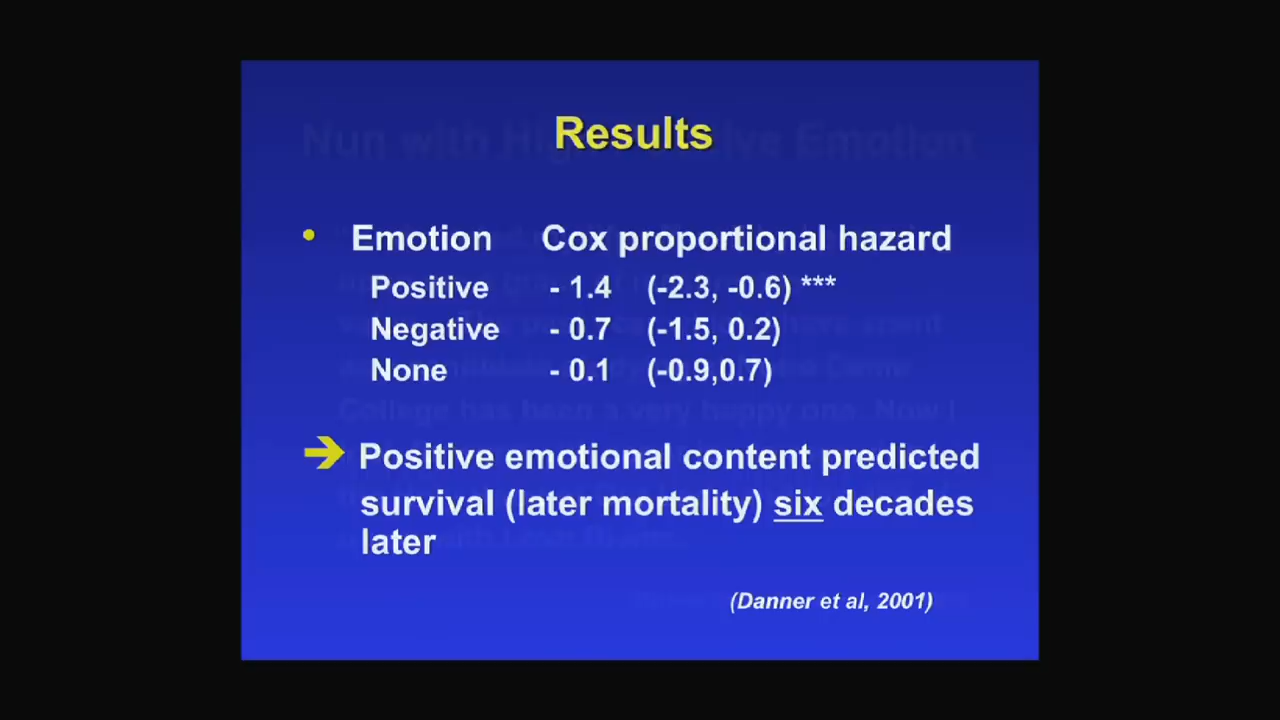 Results
• Emotion Cox proportional hazard
Positive - 1.4 (-2.3, -0.6) ***
Negative - 0.7 (-1.5, 0.2)
None - 0.1 (-0.9,0.7)
➔ Positive emotional content predicted
survival (later mortality) six decades
later
(Danner et al, 2001)